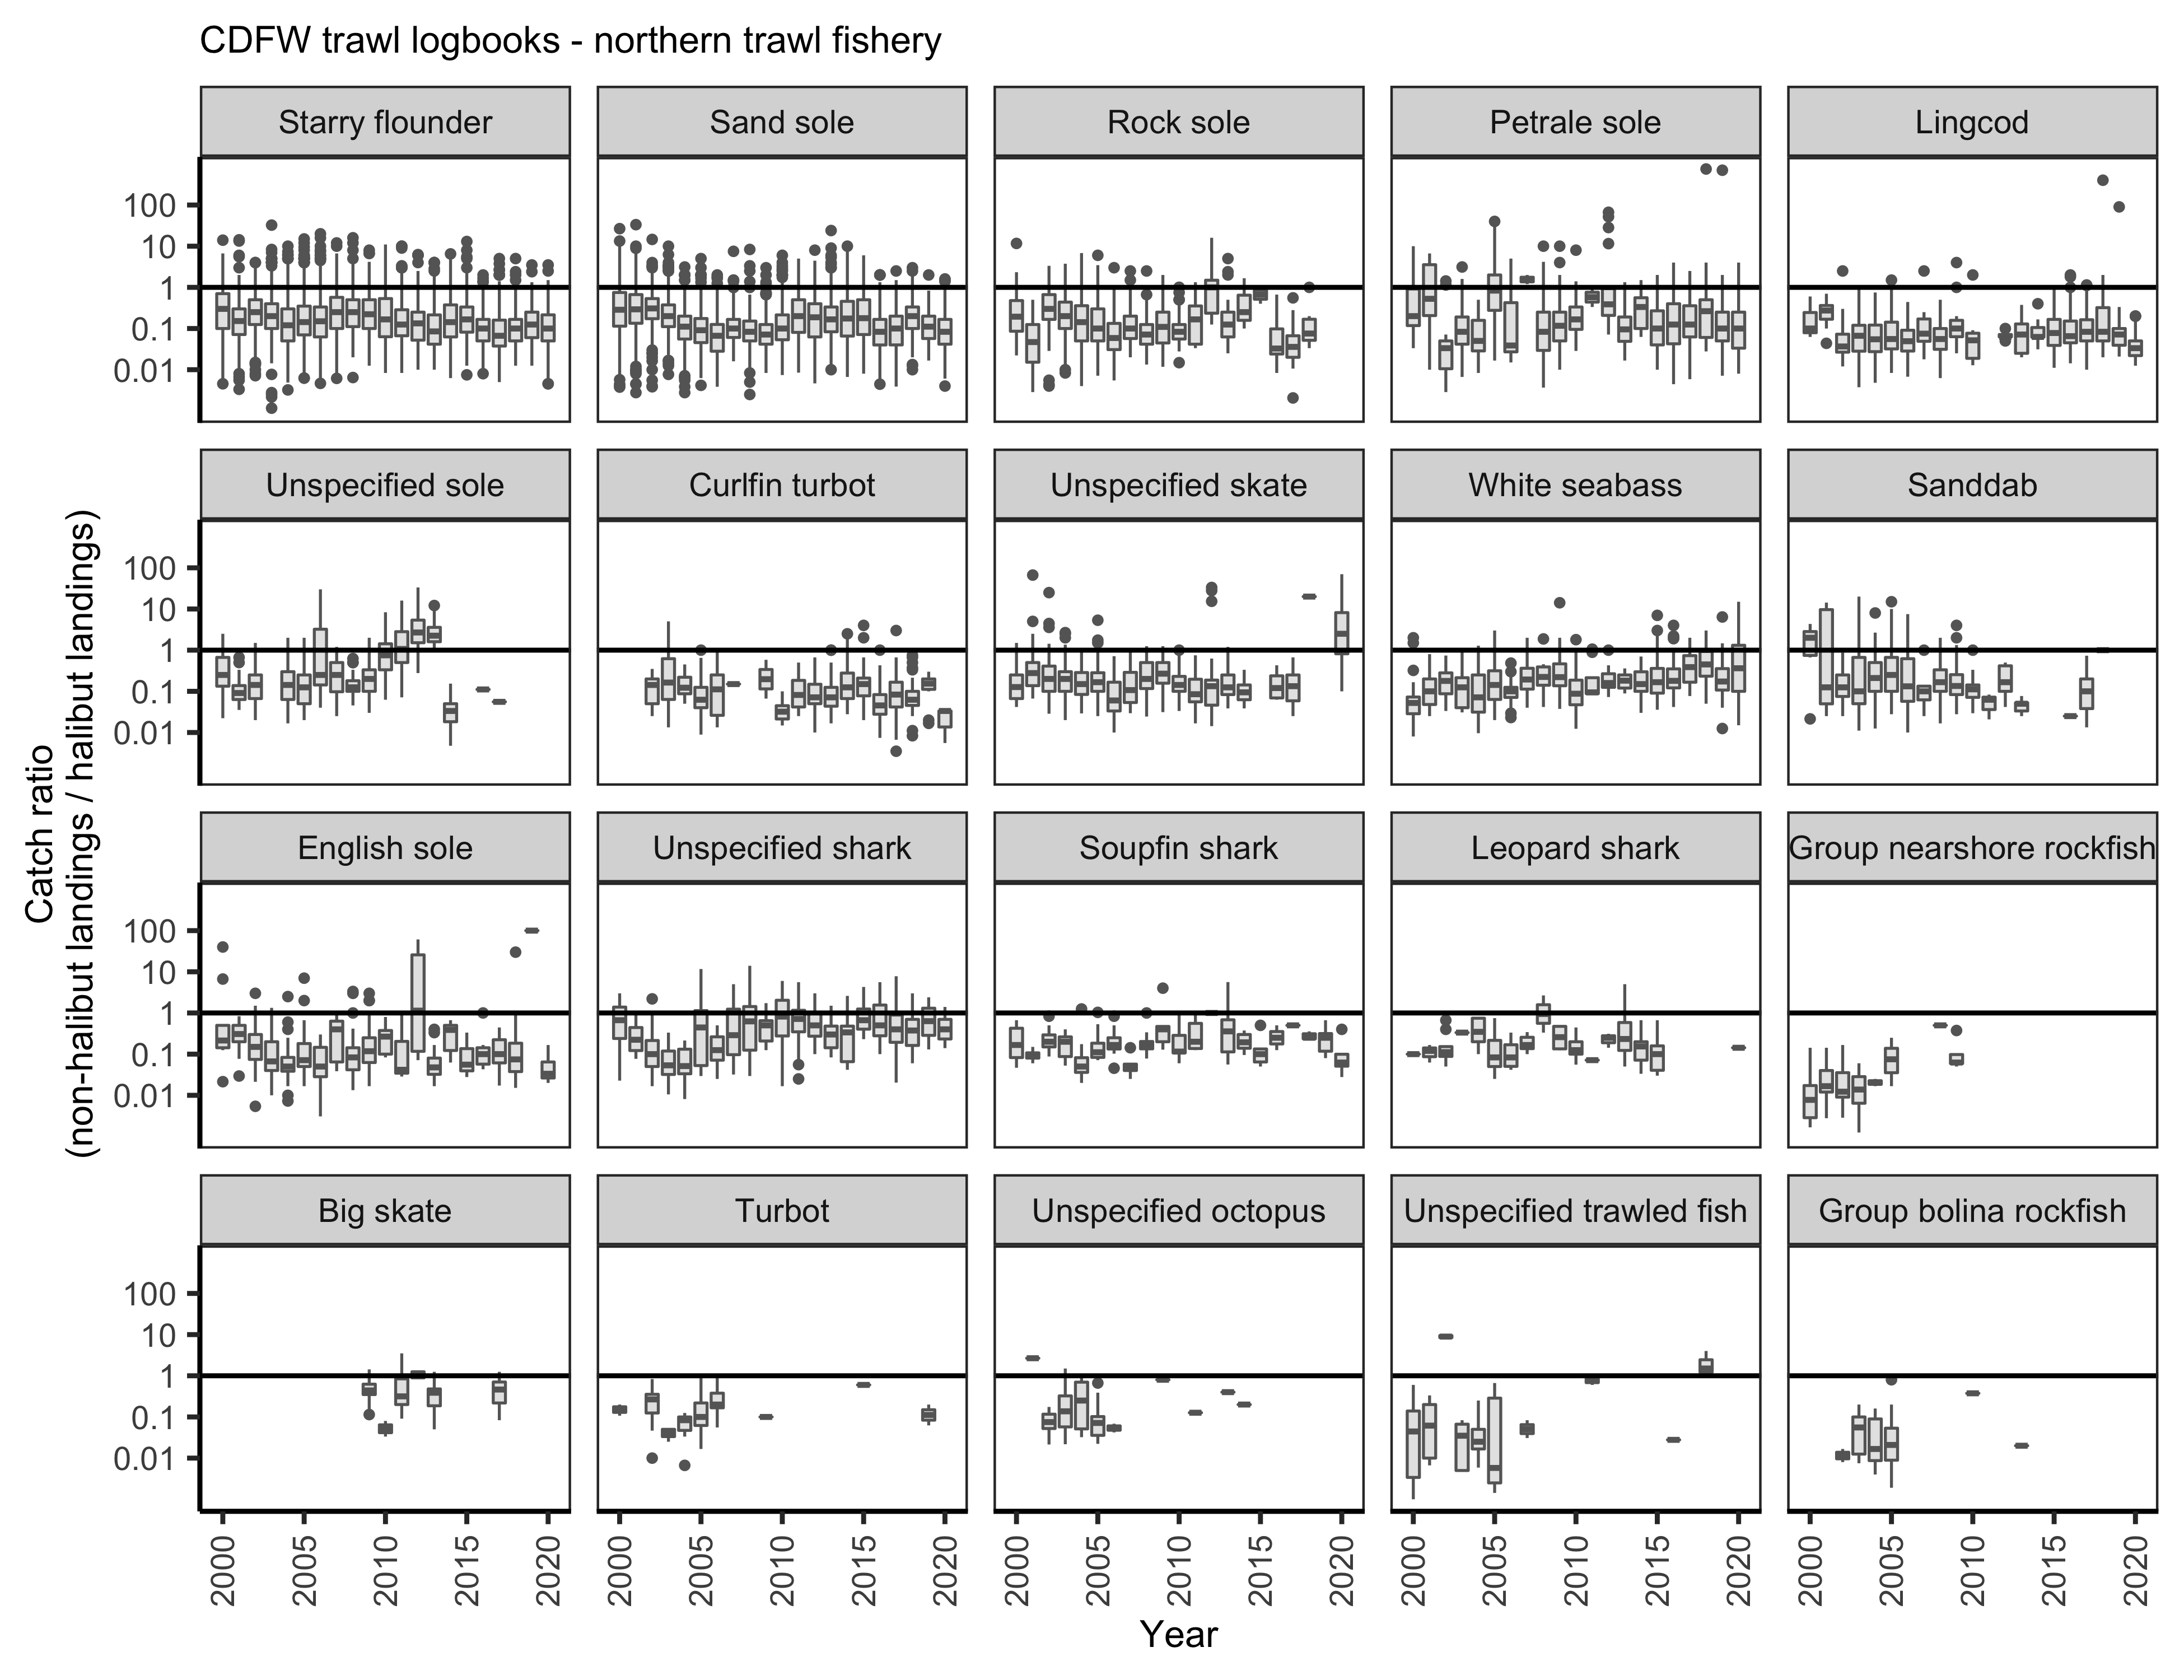 CDFW trawl logbooks - northern trawl fishery
Starry flounder
Sand sole
Rock sole
Petrale sole
Lingcod
100
10
1
0.1
0.01
Unspecified sole
Curlfin turbot
Unspecified skate
White seabass
Sanddab
100
10
1
0.1
0.01
English sole
Unspecified shark
Soupfin shark
Leopard shark
Group nearshore rockfish
100
10
1
0.1
0.01
Big skate
Turbot
Unspecified octopus
Unspecified trawled fish
Group bolina rockfish
100
10
1
0.1
0.01
Catch ratio
(non-halibut landings / halibut landings)
2000 2005 2010 2015 2020
2000 2005 2010 2015 2020
2000 2005 2010 2015 2020
2000 2005 2010 2015 2020
2000 2005 2010 2015 2020
Year